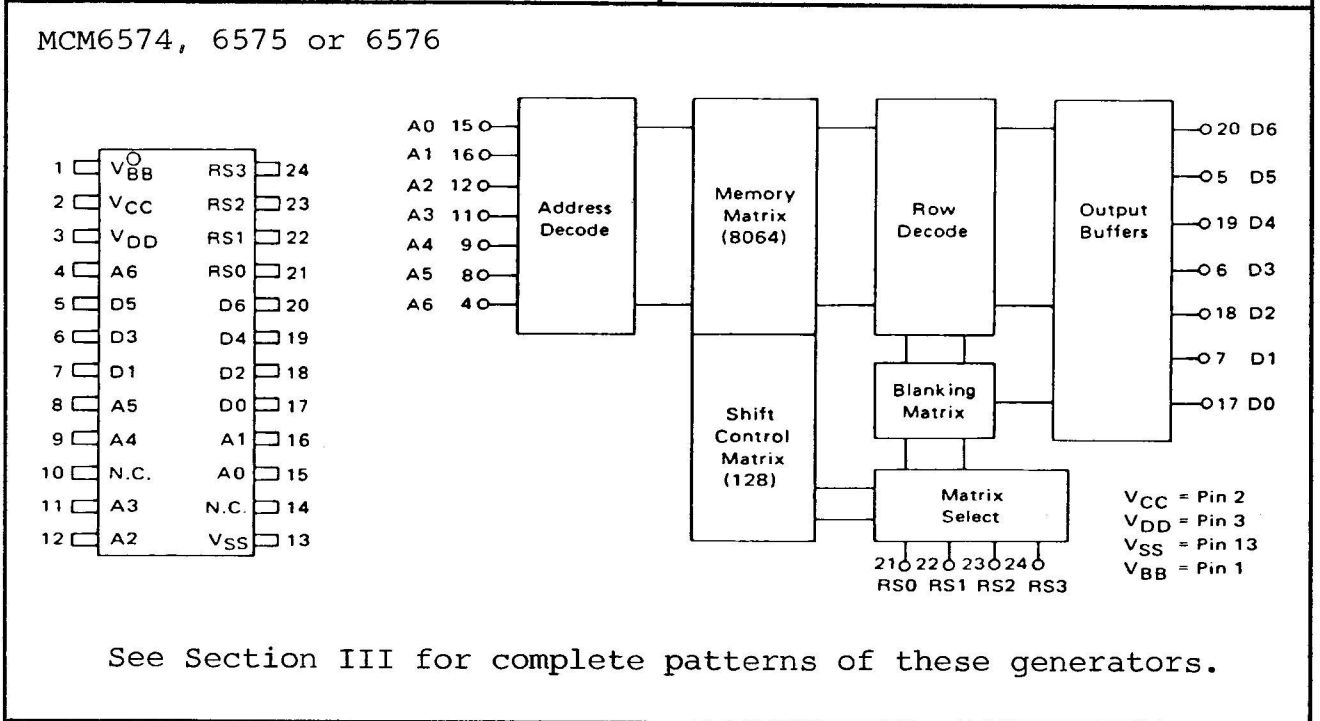 MCM6574, 6575 or 6576
1 VBB RS3 24
2 VCC RS2 23
3 VDD RS1 22
4 A6 RS0 21
5 D5 D6 20
6 D3 D4 19
7 D1 D2 18
8 A5 D0 17
9 A4 A1 16
10 N.C. A0 15
11 A3 N.C. 14
12 A2 VSS 13
A0 15
A1 16
A2 12
A3 11
A4 9
A5 8
A6 4
Address
Decode
Memory
Matrix
(8064)
Shift
Control
Matrix
(128)
Row
Decode
Blanking
Matrix
Matrix
Select
21 22 23 24
RS0 RS1 RS2 RS3
Output
Buffers
20 D6
5 D5
19 D4
6 D3
18 D2
7 D1
17 D0
VCC = Pin 2
VDD = Pin 3
VSS = Pin 13
VBB = Pin 1
See Section III for complete patterns of these generators.